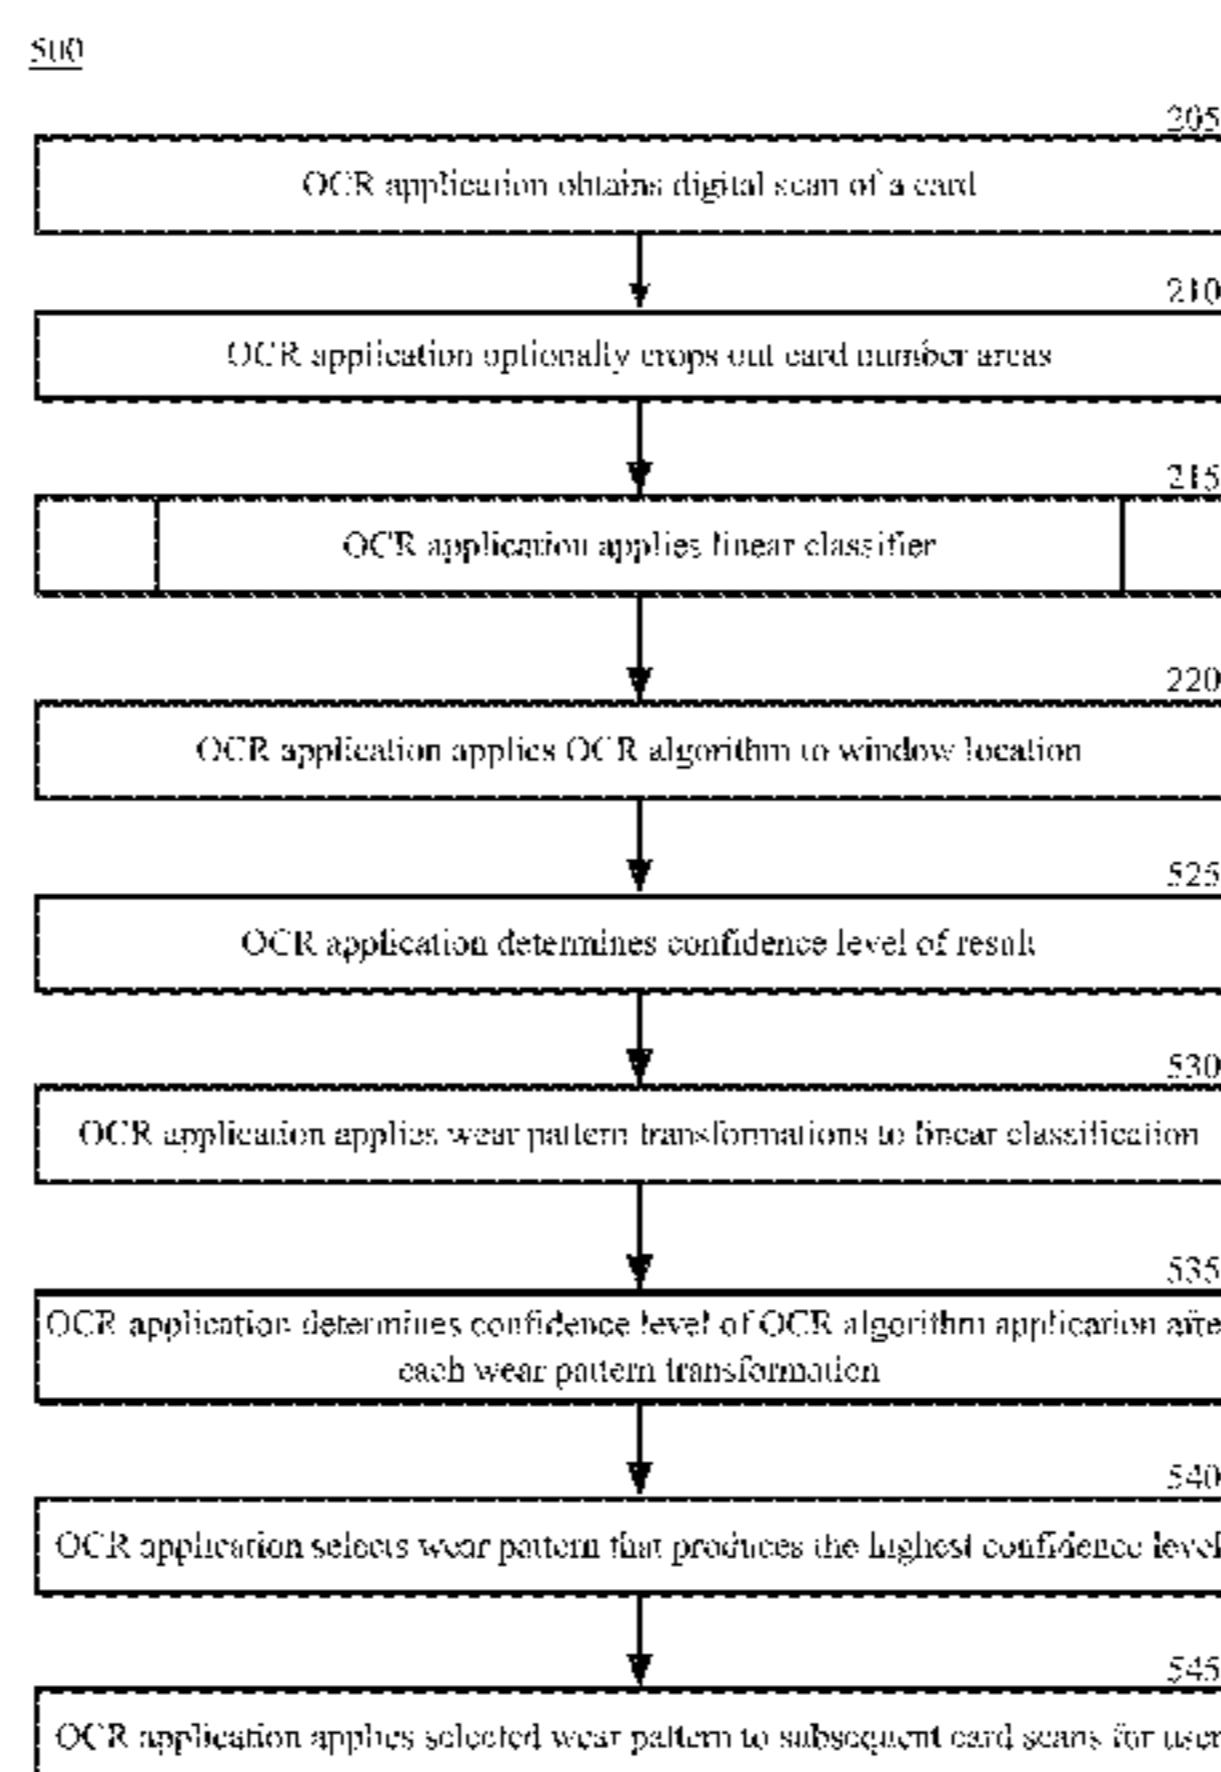 500
205
OCR application obtains digital scan of a card
210
OCR application optionally crops out card number areas
215
OCR application applies linear classifier
220
OCR application applies OCR algorithm to window location
525
OCR application determines confidence level of result
530
OCR application applies wear pattern transformations to linear classification
535
OCR application determines confidence level of OCR algorithm application afte
each wear pattern transformation
540
OCR application selects wear pattern that produces the highest confidence level
545
OCR application applies selected wear pattern to subsequent card scans for user